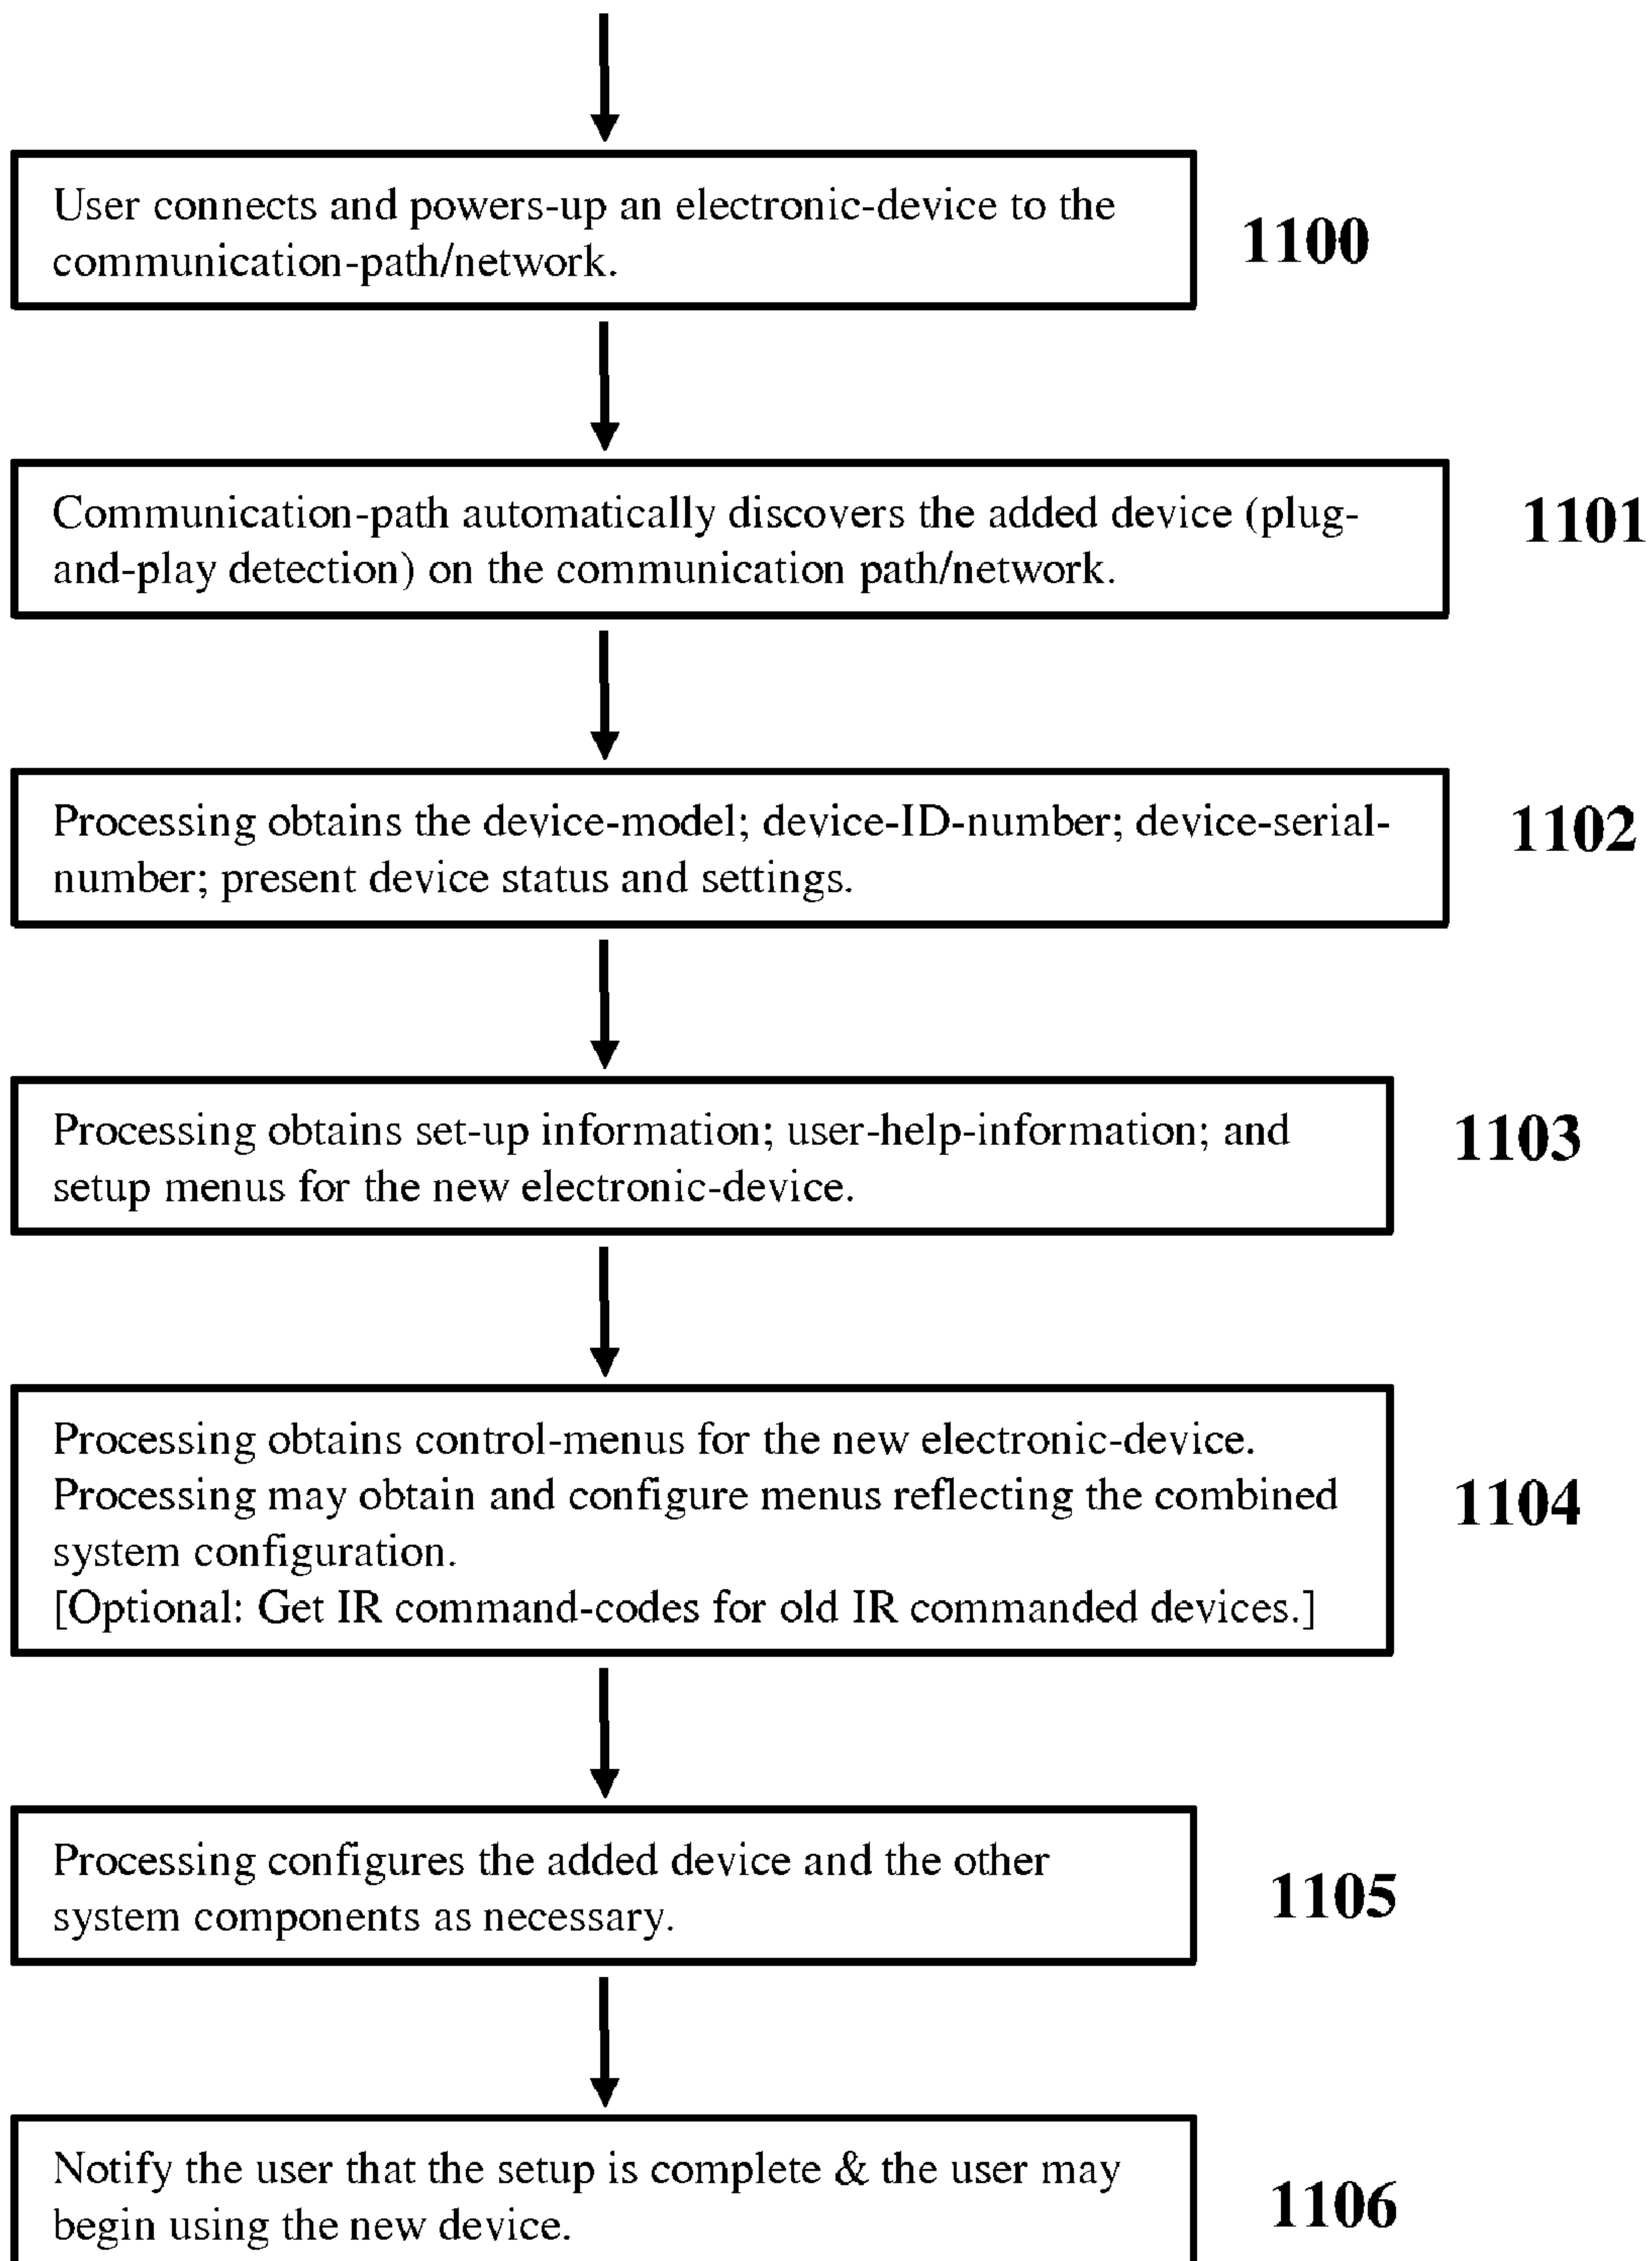 User connects and powers-up an electronic-device to the
communication-path/network.
1100
Communication-path automatically discovers the added device (plug-
and-play detection) on the communication path/network.
1101
Processing obtains the device-model; device-ID-number; device-serial-
number; present device status and settings.
1102
Processing obtains set-up information; user-help-information; and
setup menus for the new electronic-device.
1103
Processing obtains control-menus for the new electronic-device.
Processing may obtain and configure menus reflecting the combined
system configuration.
[Optional: Get IR command-codes for old IR commanded devices.]
1104
Processing configures the added device and the other
system components as necessary.
1105
Notify the user that the setup is complete & the user may
begin using the new device.
1106